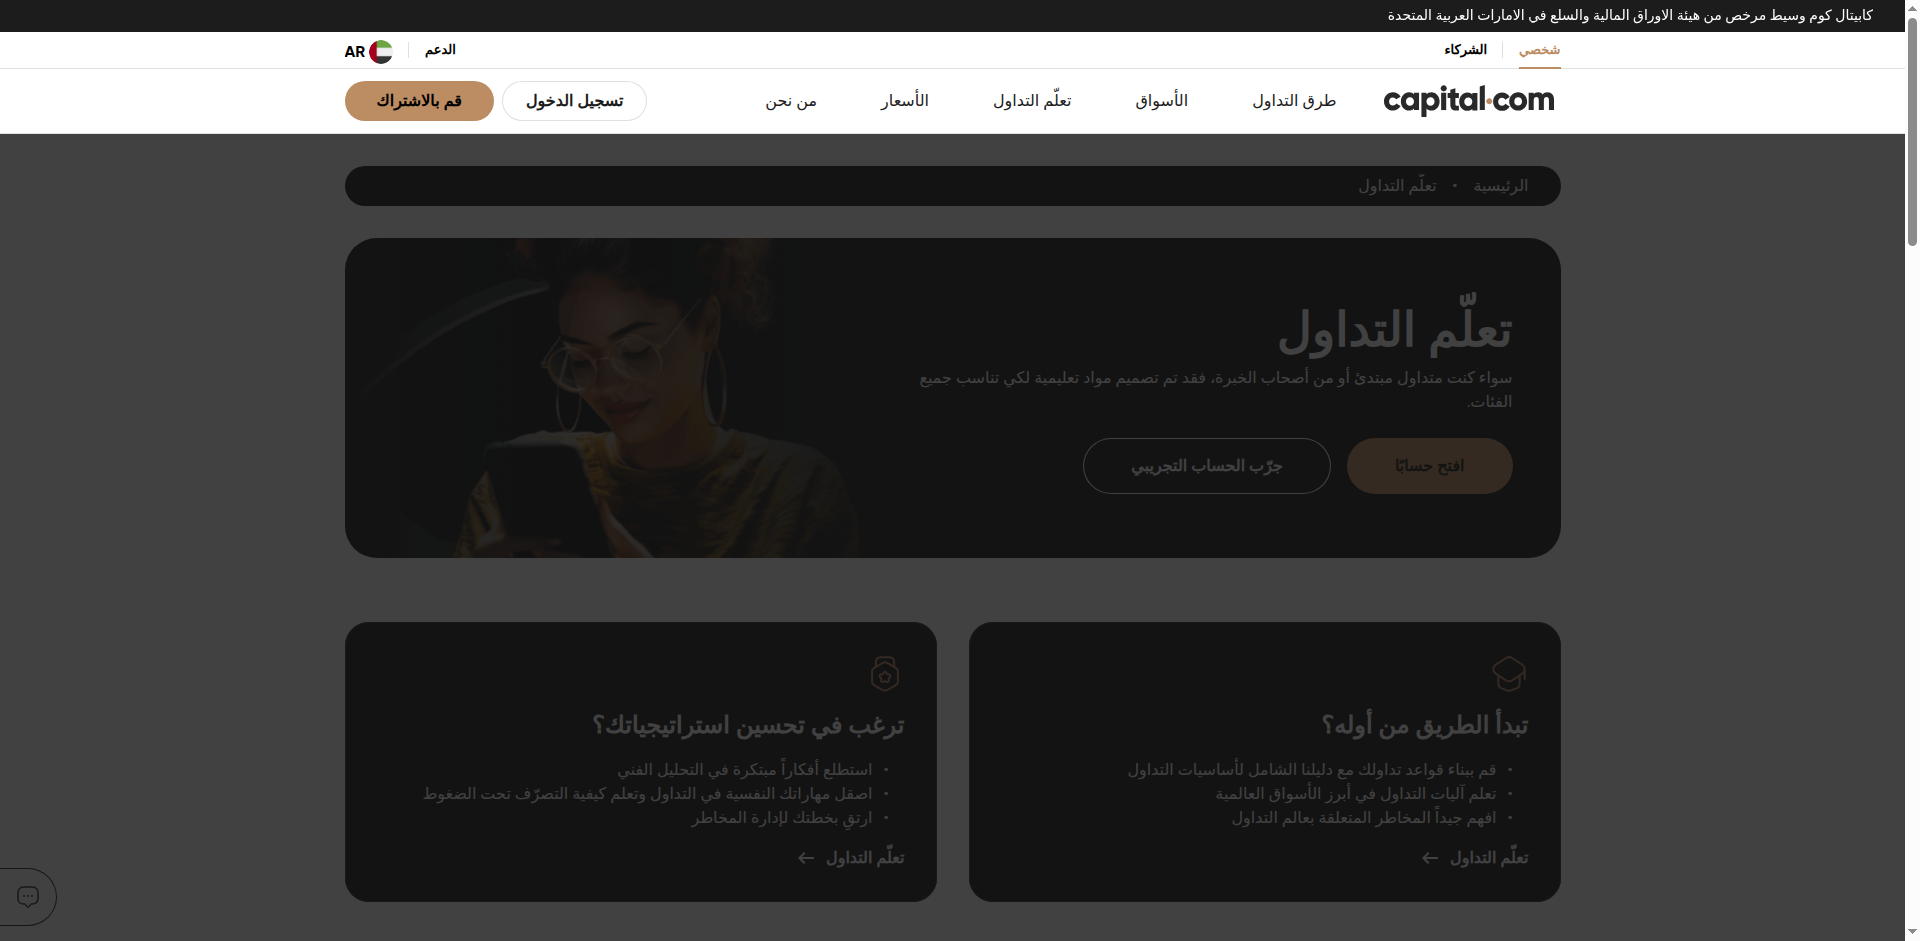 كابيتال كوم وسيط مرخص من هيئة الاوراق المالية والسلع في الامارات العربية المتحدة
شخصي
الشركاء
الدعم
AR
capital.com
طرق التداول
الأسواق
تعلّم التداول
الأسعار
من نحن
تسجيل الدخول
قم بالاشتراك
الرئيسية • تعلّم التداول
تعلّم التداول
سواء كنت متداول مبتدئ أو من أصحاب الخبرة، فقد تم تصميم مواد تعليمية لكي تناسب جميع
الفئات.
افتح حسابًا
جرّب الحساب التجريبي
تبدأ الطريق من أوله؟
• قم ببناء قواعد تداولك مع دليلنا الشامل لأساسيات التداول
• تعلم آليات التداول في أبرز الأسواق العالمية
• افهم جيداً المخاطر المتعلقة بعالم التداول
تعلّم التداول
ترغب في تحسين استراتيجياتك؟
• استطلع أفكاراً مبتكرة في التحليل الفني
• اصقل مهاراتك النفسية في التداول وتعلم كيفية التصرّف تحت الضغوط
• ارتقِ بخطتك لإدارة المخاطر
تعلّم التداول